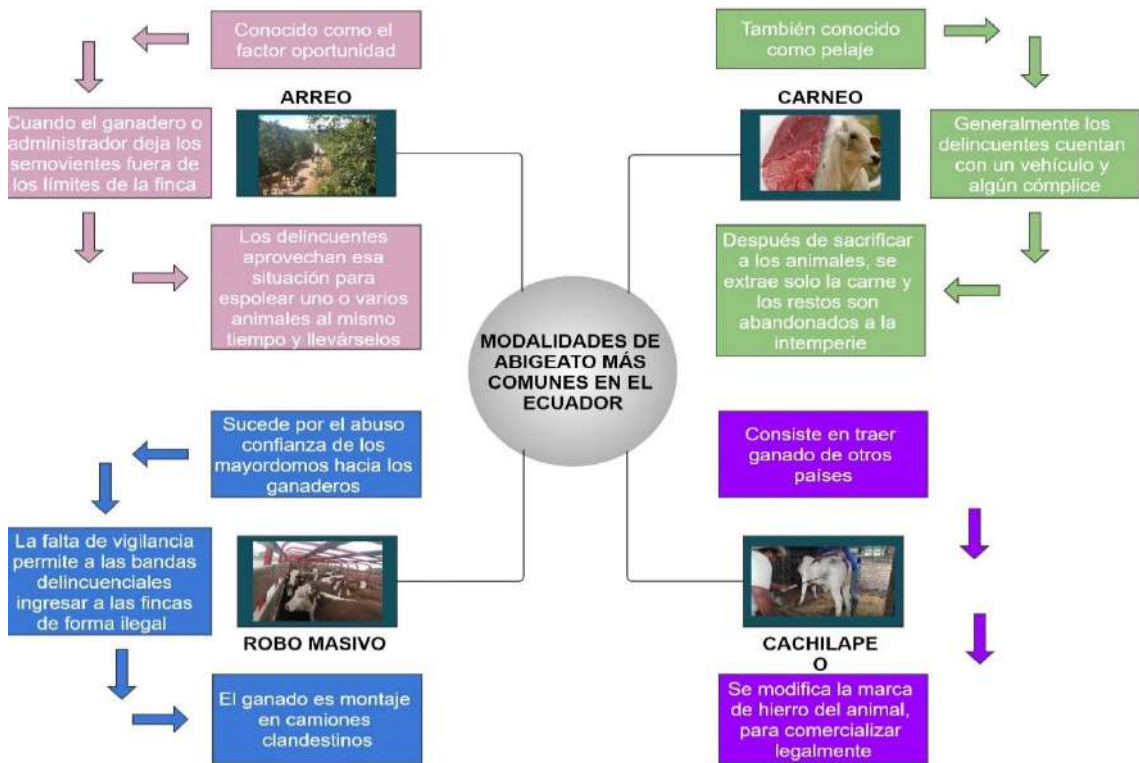 Conocido como el
factor oportunidad
ARREO
Cuando el ganadero o
administrador deja los
semovientes fuera de
los límites de la finca
Los delincuentes
aprovechan esa
situación para
espolear uno o varios
animales al mismo
tiempo y llevárselos
También conocido
como pelaje
CARNEO
Generalmente los
delincuentes cuentan
con un vehículo y
algún cómplice
Después de sacrificar
a los animales, se
extrae solo la carne y
los restos son
abandonados a la
intemperie
MODALIDADES DE
ABIGEATO MÁS
COMUNES EN EL
ECUADOR
Sucede por el abuso
confianza de los
mayordomos hacia los
ganaderos
La falta de vigilancia
permite a las bandas
delincuenciales
ingresar a las fincas
de forma ilegal
ROBO MASIVO
El ganado es montaje
en camiones
clandestinos
Consiste en traer
ganado de otros
países
CACHILAPE
O
Se modifica la marca
de hierro del animal,
para comercializar
legalmente